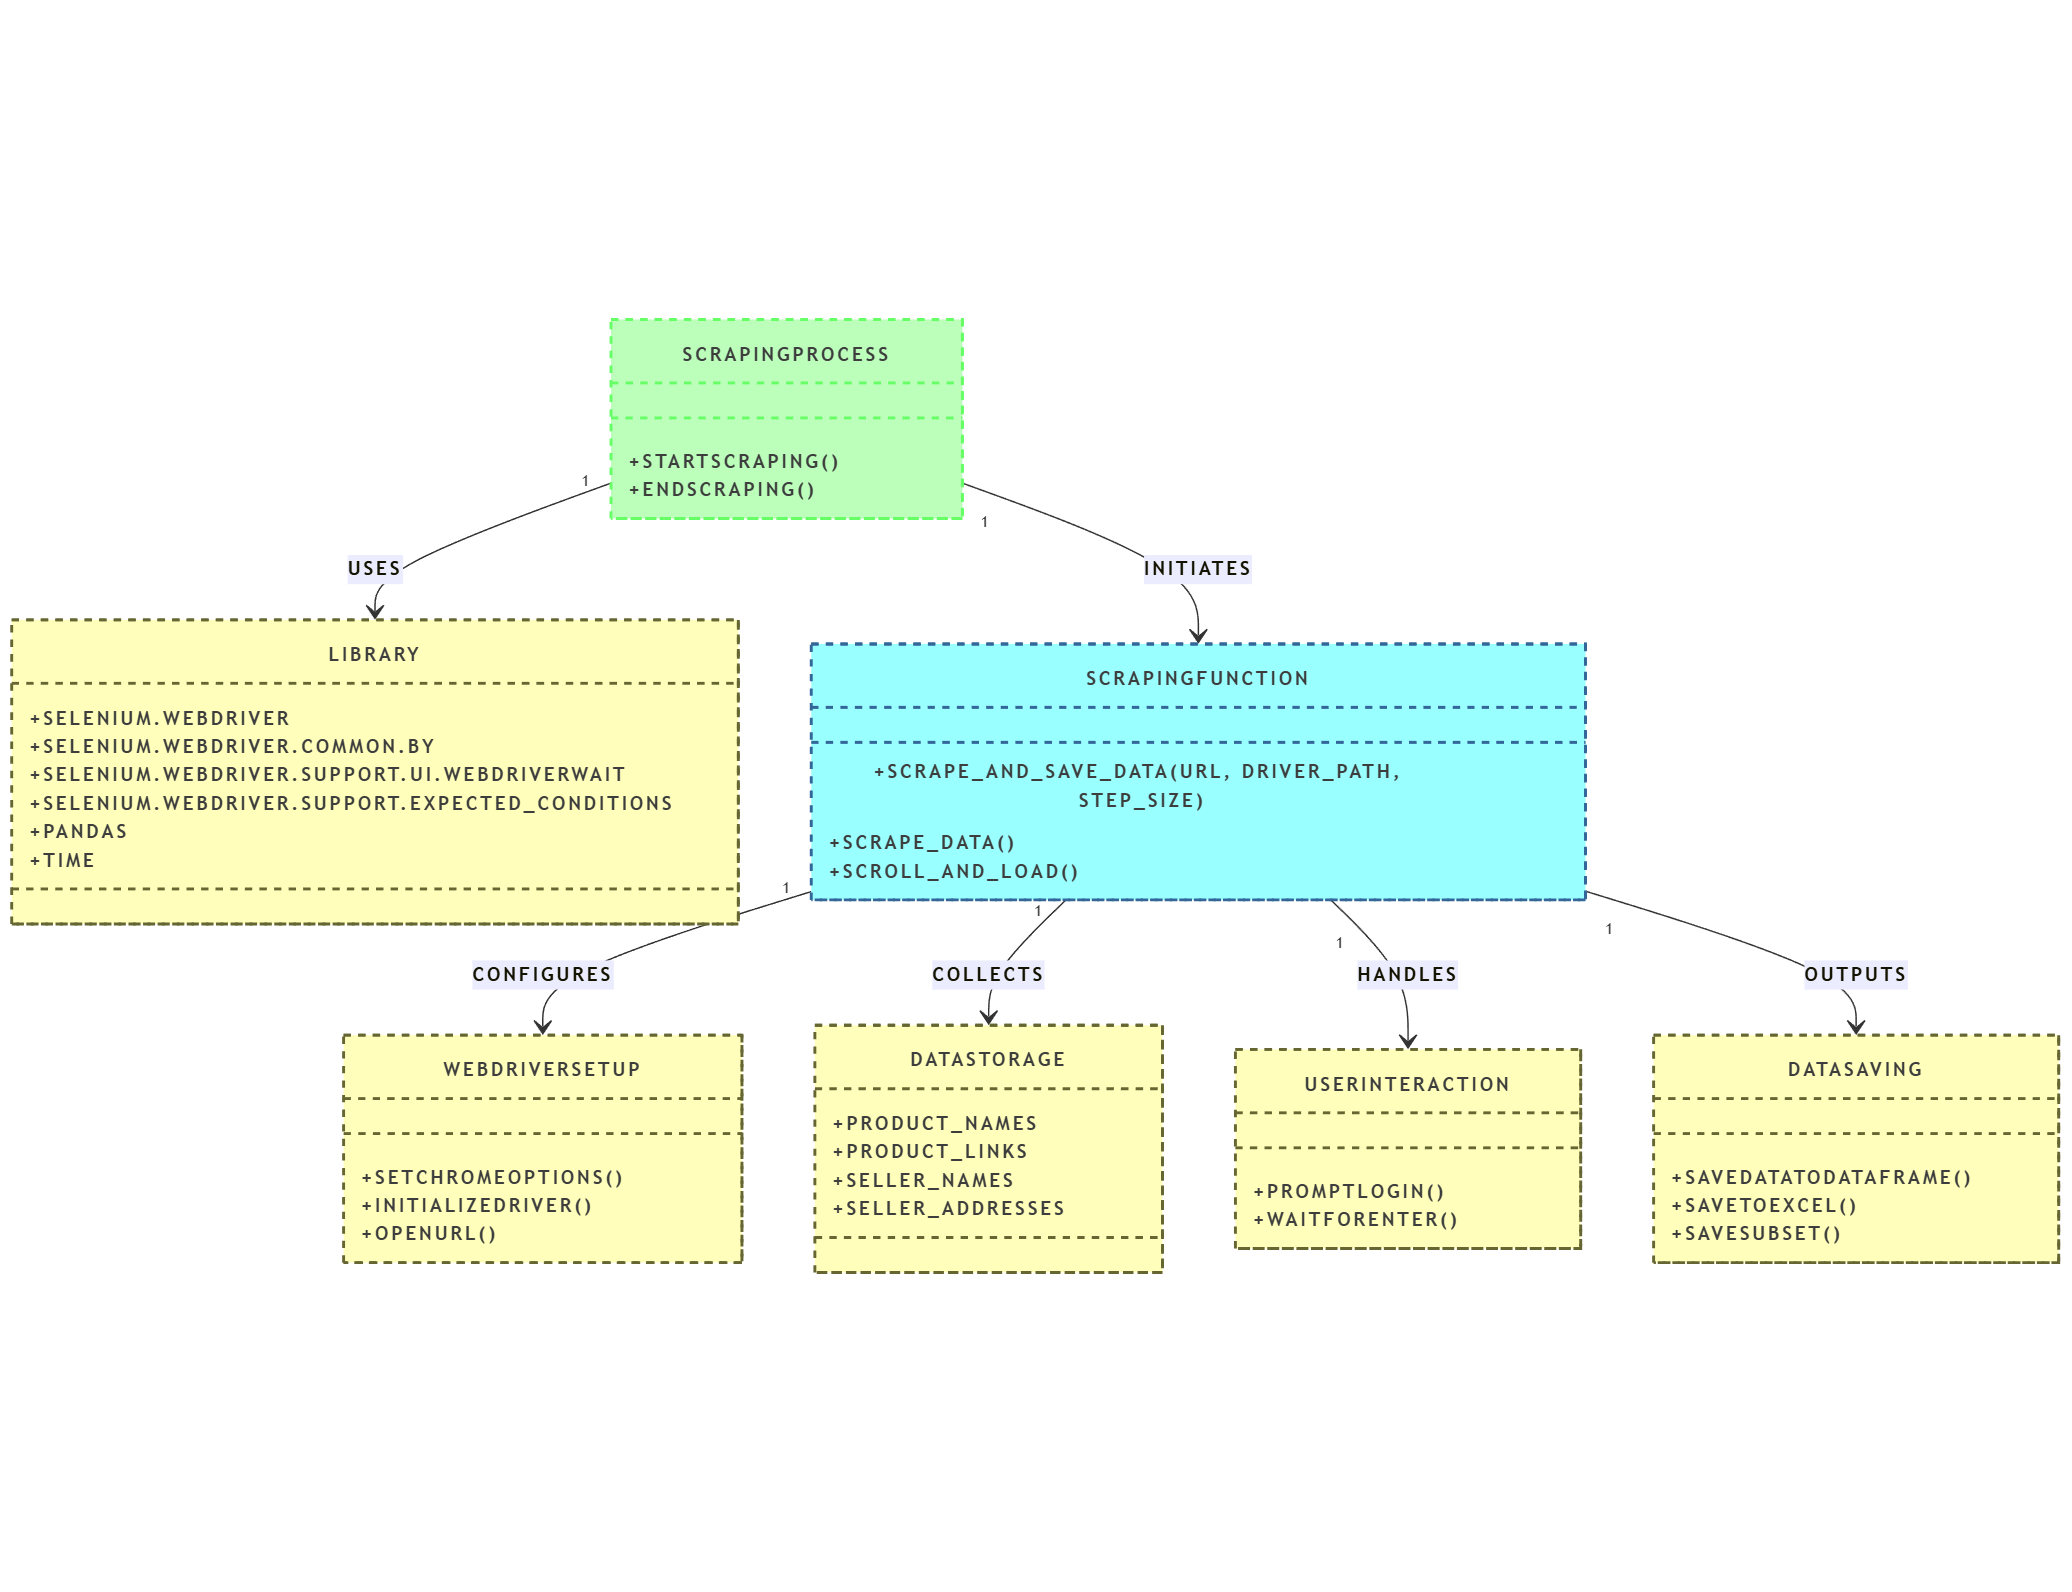 SCRAPINGPROCESS
+STARTSCRAPING()
+ENDSCRAPING()
1
1
USES
INITIATES
LIBRARY
+SELENIUM.WEBDRIVER
+SELENIUM.WEBDRIVER.COMMON.BY
+SELENIUM.WEBDRIVER.SUPPORT.UI.WEBDRIVERWAIT
+SELENIUM.WEBDRIVER.SUPPORT.EXPECTED_CONDITIONS
+PANDAS
+TIME
SCRAPINGFUNCTION
+SCRAPE_AND_SAVE_DATA(URL, DRIVER_PATH,
STEP_SIZE)
+SCRAPE_DATA()
+SCROLL_AND_LOAD()
1
1
1
1
CONFIGURES
COLLECTS
HANDLES
OUTPUTS
WEBDRIVERSETUP
+SETCHROMEOPTIONS()
+INITIALIZEDRIVER()
+OPENURL()
DATASTORAGE
+PRODUCT_NAMES
+PRODUCT_LINKS
+SELLER_NAMES
+SELLER_ADDRESSES
USERINTERACTION
+PROMPTLOGIN()
+WAITFORENTER()
DATASAVING
+SAVEDATATODATAFRAME()
+SAVETOEXCEL()
+SAVESUBSET()